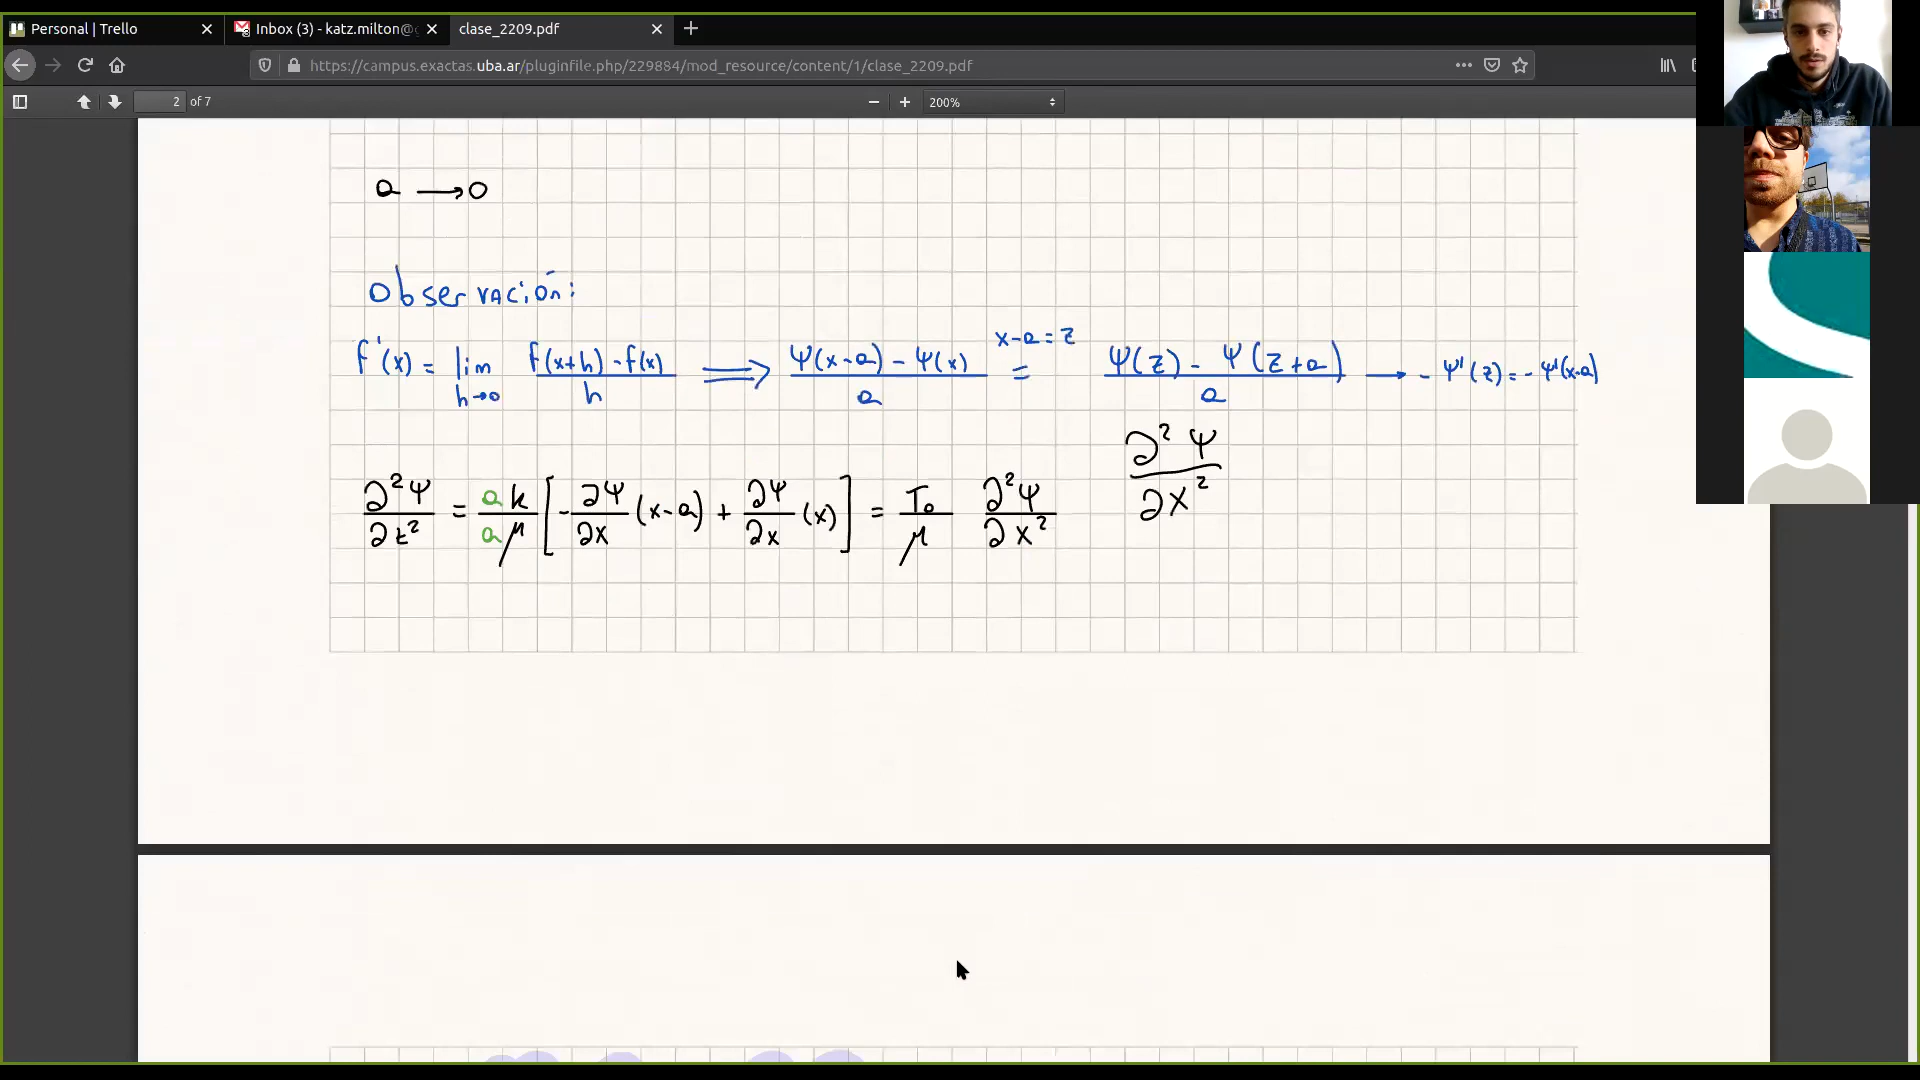 Personal | Trello
Inbox (3) - katz.milton@
clase_2209.pdf
https://campus.exactas.uba.ar/pluginfile.php/229884/mod_resource/content/1/clase_2209.pdf
2 of 7
200%
a → 0
Observación:
f'(x) = lim h→0 (f(x+h) - f(x))/h ⟹ (Ψ(x-a) - Ψ(x))/a =^{x-a=z} (Ψ(z) - Ψ(z+a))/a → - Ψ'(z) = - Ψ'(x-a)
∂²Ψ/∂x²
∂²Ψ/∂t² = (a k)/(a μ) [ -∂Ψ/∂x (x-a) + ∂Ψ/∂x (x) ] = T₀/μ ∂²Ψ/∂x²